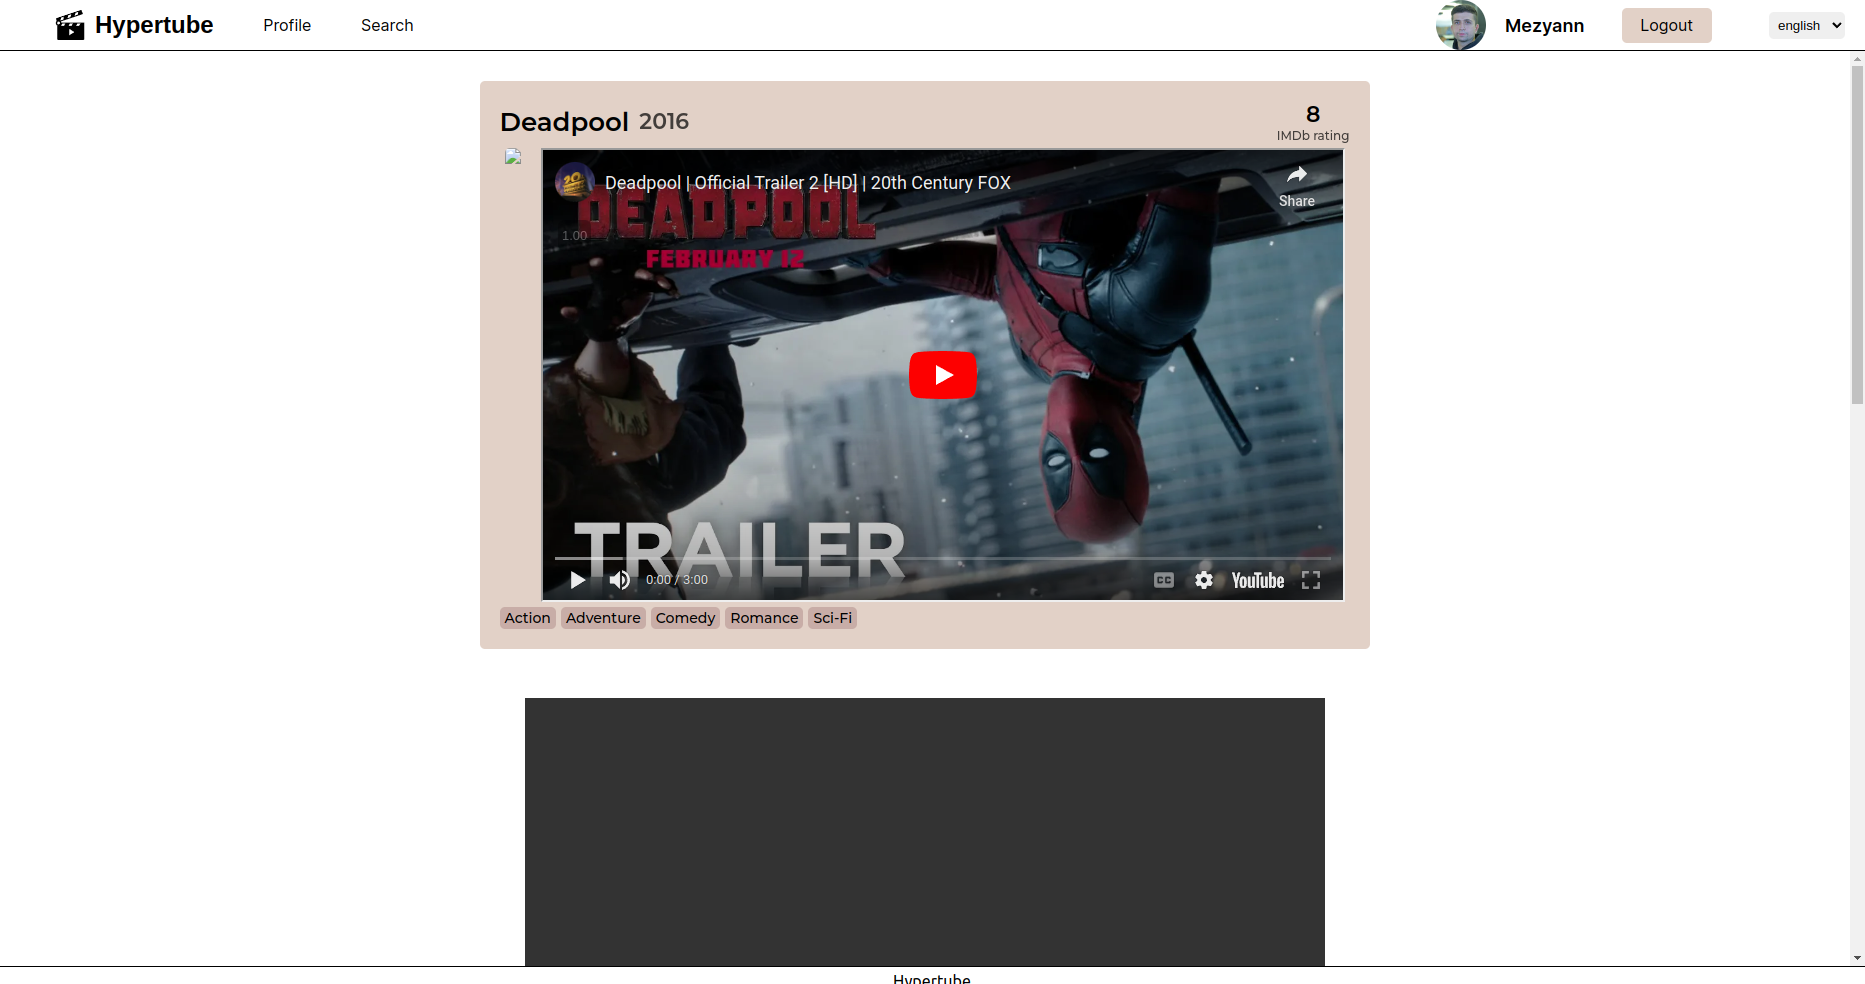 Hypertube
Profile
Search
Mezyann
Logout
english
Deadpool 2016
8
IMDb rating
Deadpool | Official Trailer 2 [HD] | 20th Century FOX
Share
DEADPOOL
1.00
FEBRUARY 12
TRAILER
0:00 / 3:00
CC
YouTube
Action Adventure Comedy Romance Sci-Fi
Hypertube